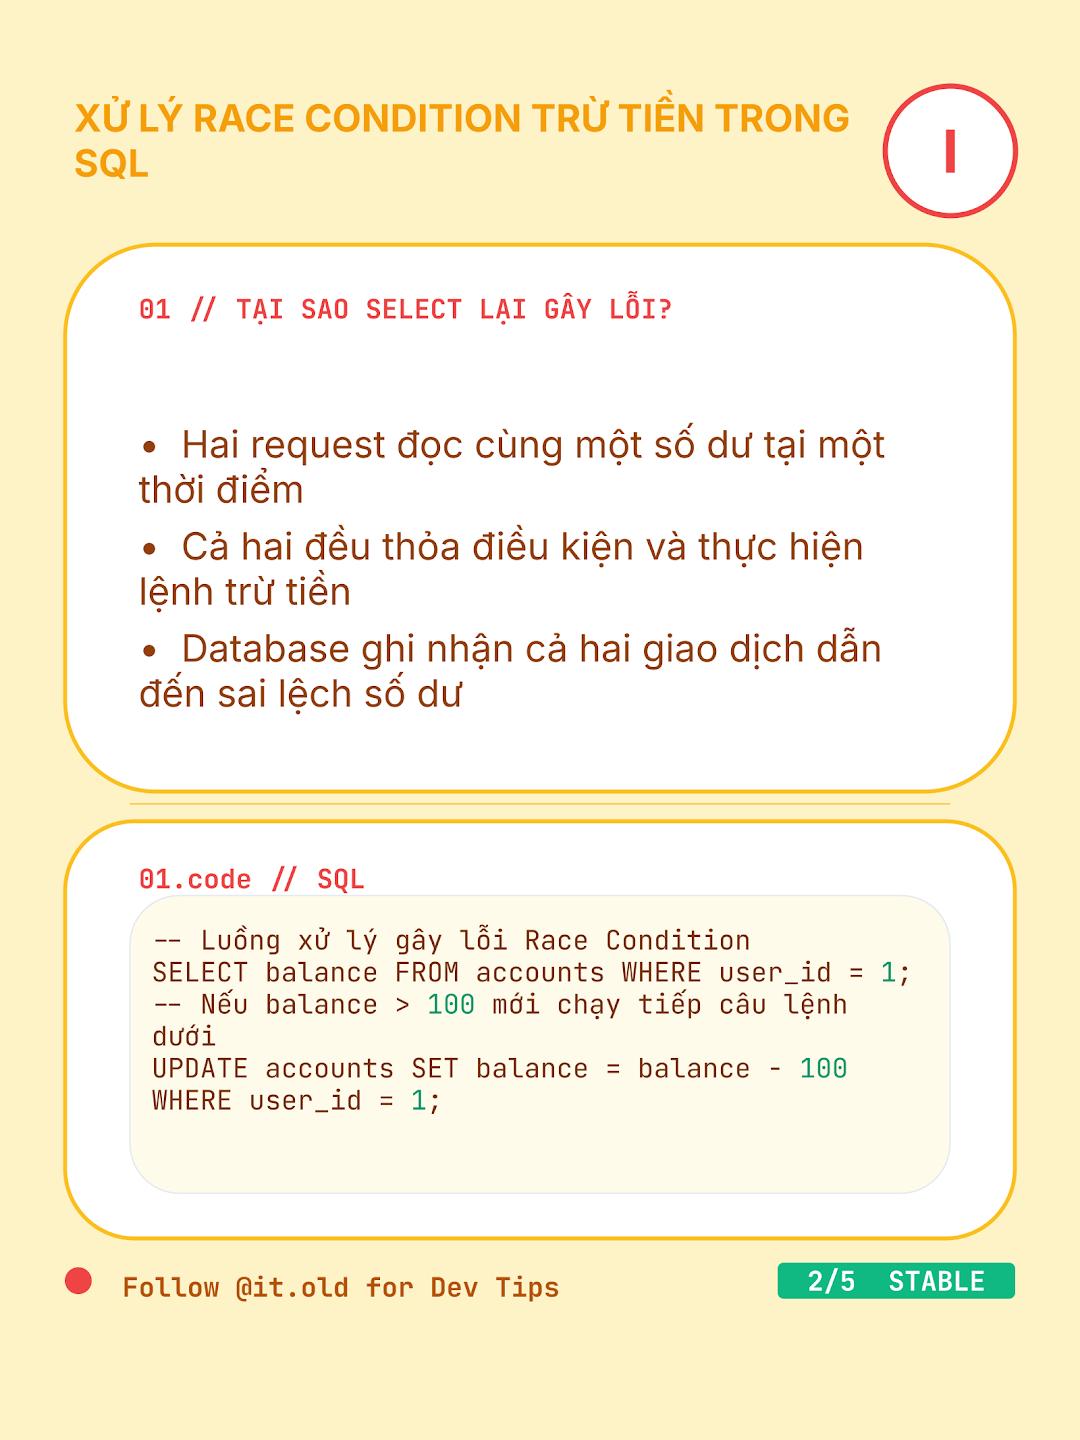 XỬ LÝ RACE CONDITION TRỪ TIỀN TRONG
SQL
I
01 // TẠI SAO SELECT LẠI GÂY LỖI?
• Hai request đọc cùng một số dư tại một
thời điểm
• Cả hai đều thỏa điều kiện và thực hiện
lệnh trừ tiền
• Database ghi nhận cả hai giao dịch dẫn
đến sai lệch số dư
01.code // SQL
-- Luồng xử lý gây lỗi Race Condition
SELECT balance FROM accounts WHERE user_id = 1;
-- Nếu balance > 100 mới chạy tiếp câu lệnh
dưới
UPDATE accounts SET balance = balance - 100
WHERE user_id = 1;
Follow @it.old for Dev Tips
2/5 STABLE